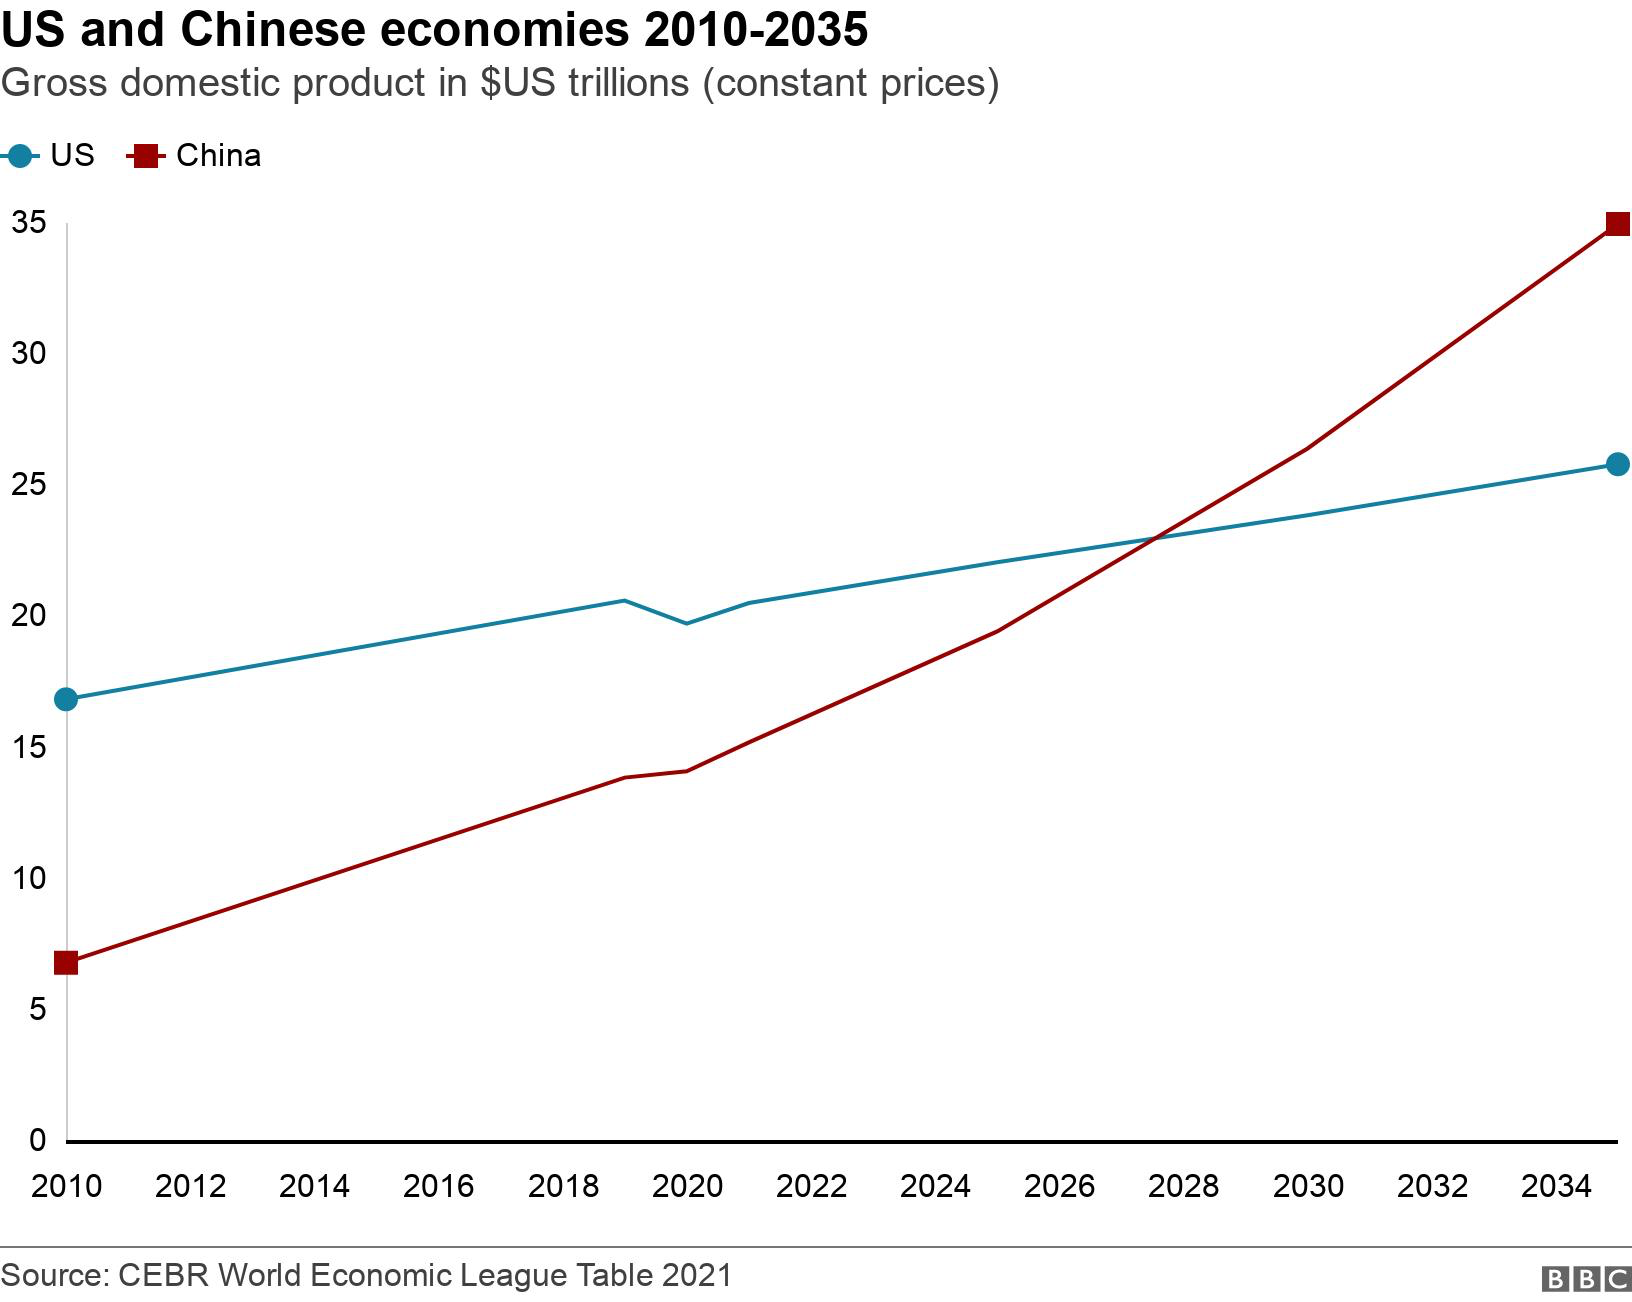 US and Chinese economies 2010-2035
Gross domestic product in $US trillions (constant prices)
US China
35
30
25
20
15
10
5
0
2010 2012 2014 2016 2018 2020 2022 2024 2026 2028 2030 2032 2034
Source: CEBR World Economic League Table 2021
BBC